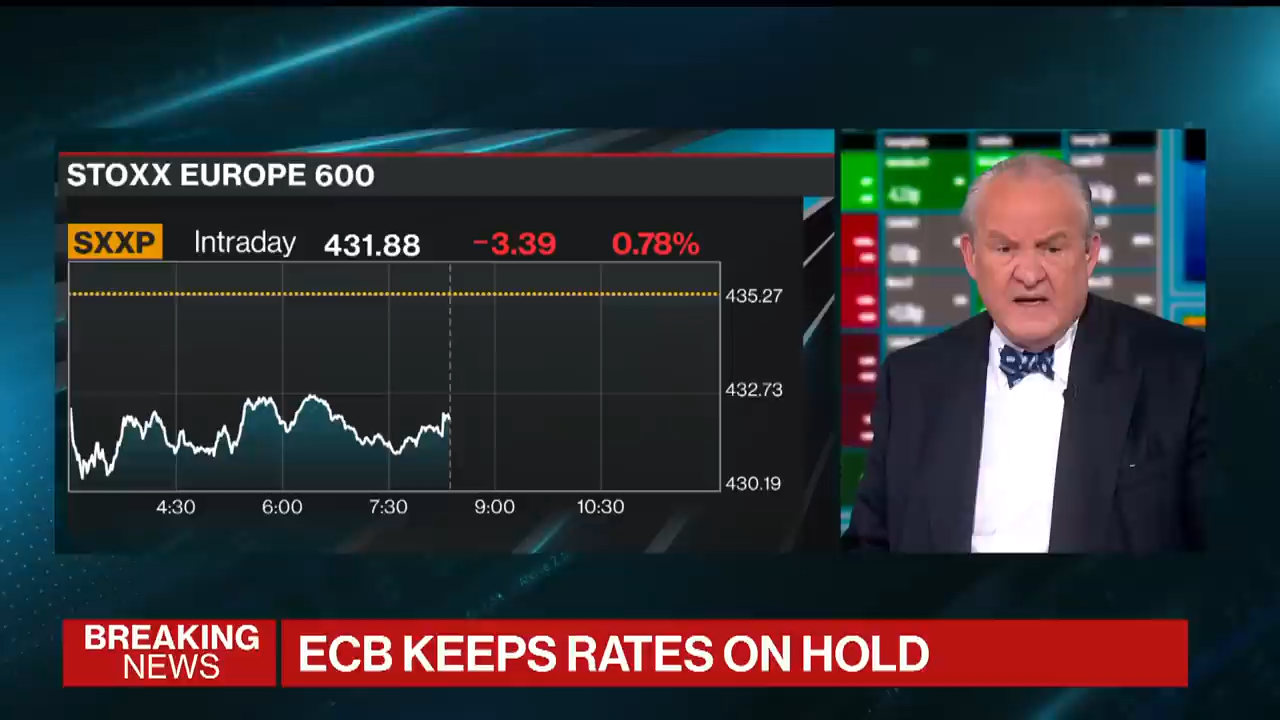 STOXX EUROPE 600
SXXP Intraday 431.88 -3.39 0.78%
435.27
432.73
430.19
4:30 6:00 7:30 9:00 10:30
BREAKING
NEWS
ECB KEEPS RATES ON HOLD